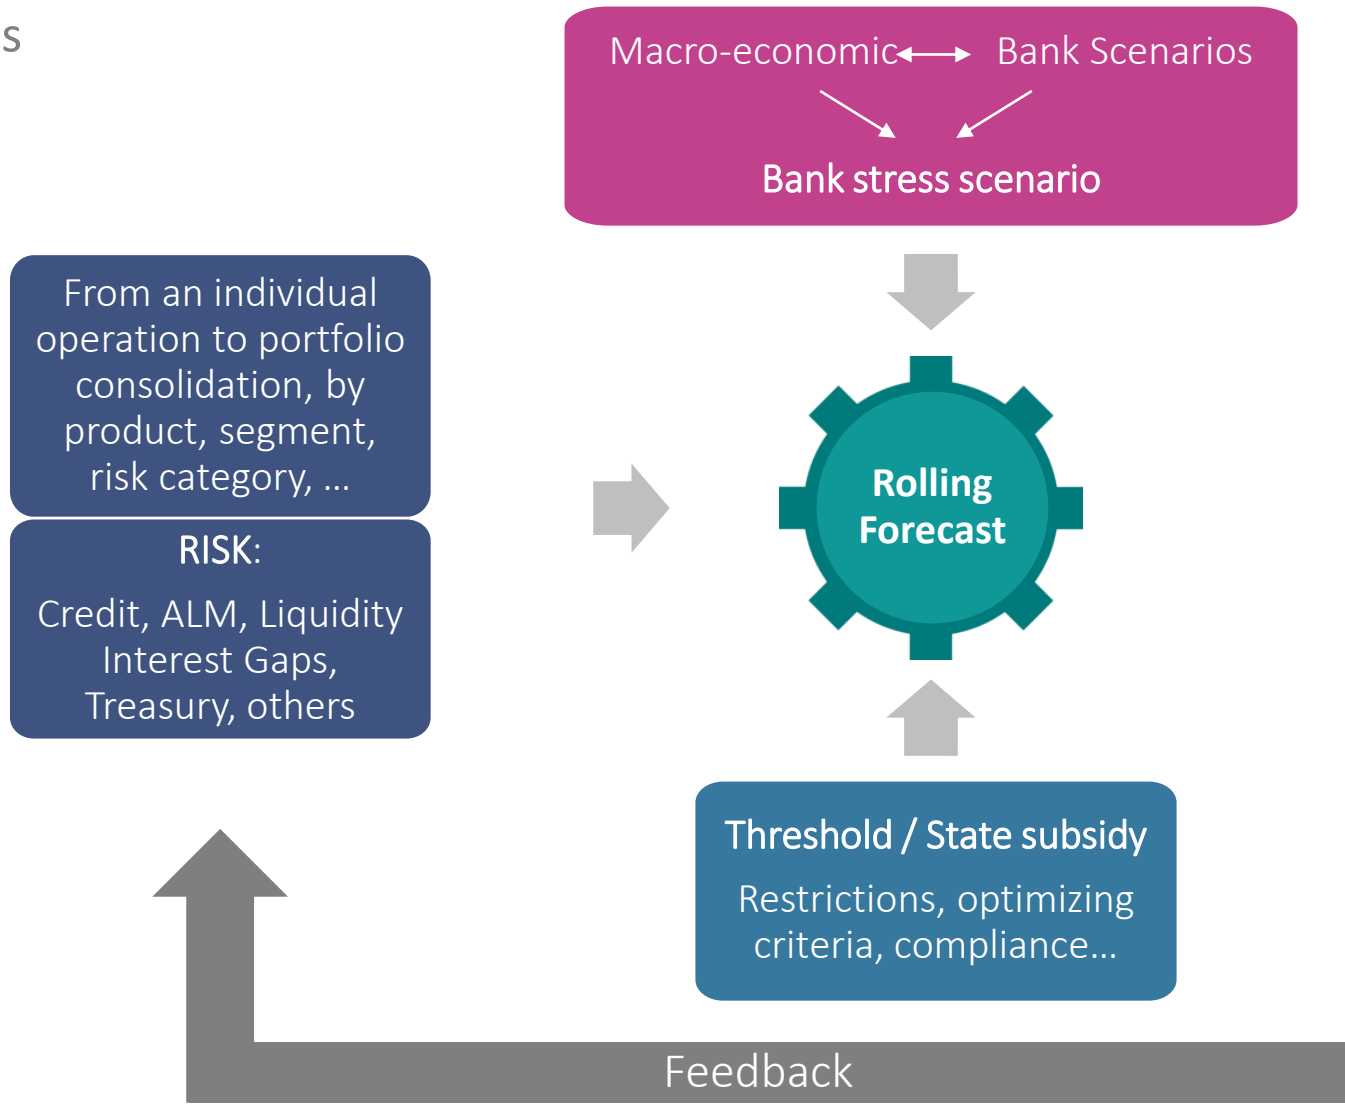 s
Macro-economic Bank Scenarios
Bank stress scenario
From an individual
operation to portfolio
consolidation, by
product, segment,
risk category, ...
RISK:
Credit, ALM, Liquidity
Interest Gaps,
Treasury, others
Rolling
Forecast
Threshold / State subsidy
Restrictions, optimizing
criteria, compliance...
Feedback